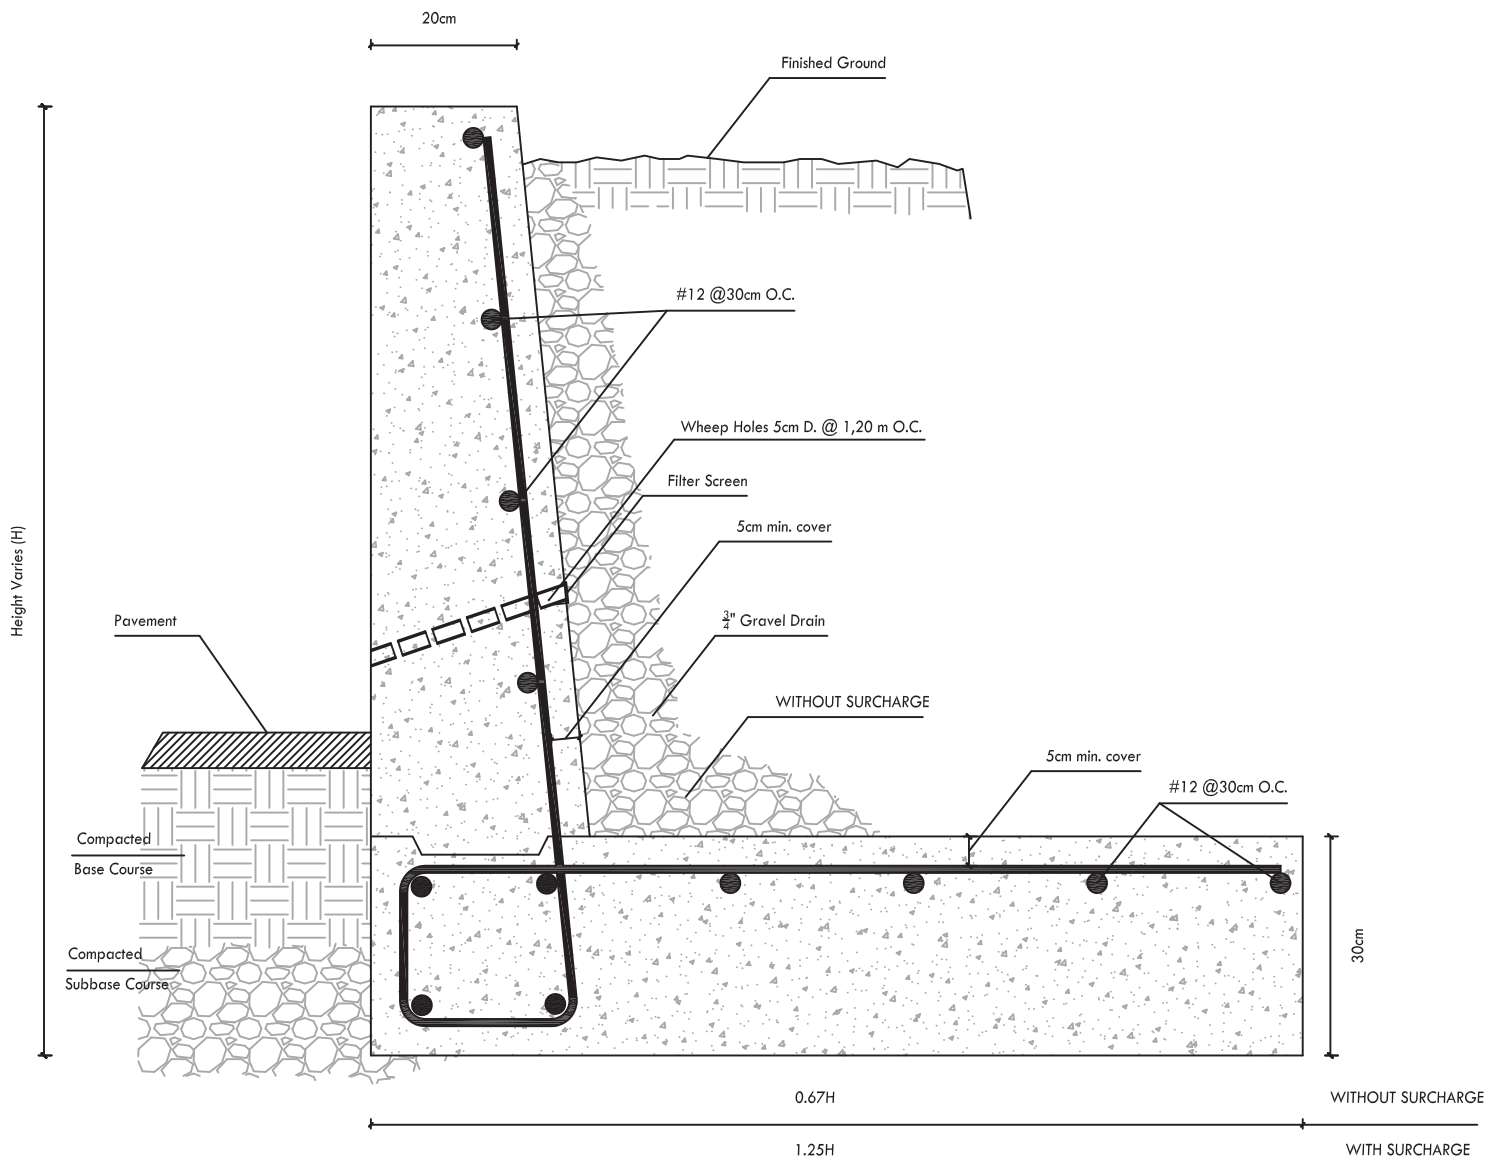 20cm
Finished Ground
#12 @30cm O.C.
Wheep Holes 5cm D. @ 1,20 m O.C.
Filter Screen
5cm min. cover
Height Varies (H)
Pavement
3/4" Gravel Drain
WITHOUT SURCHARGE
5cm min. cover
#12 @30cm O.C.
Compacted
Base Course
Compacted
Subbase Course
30cm
0.67H
WITHOUT SURCHARGE
1.25H
WITH SURCHARGE